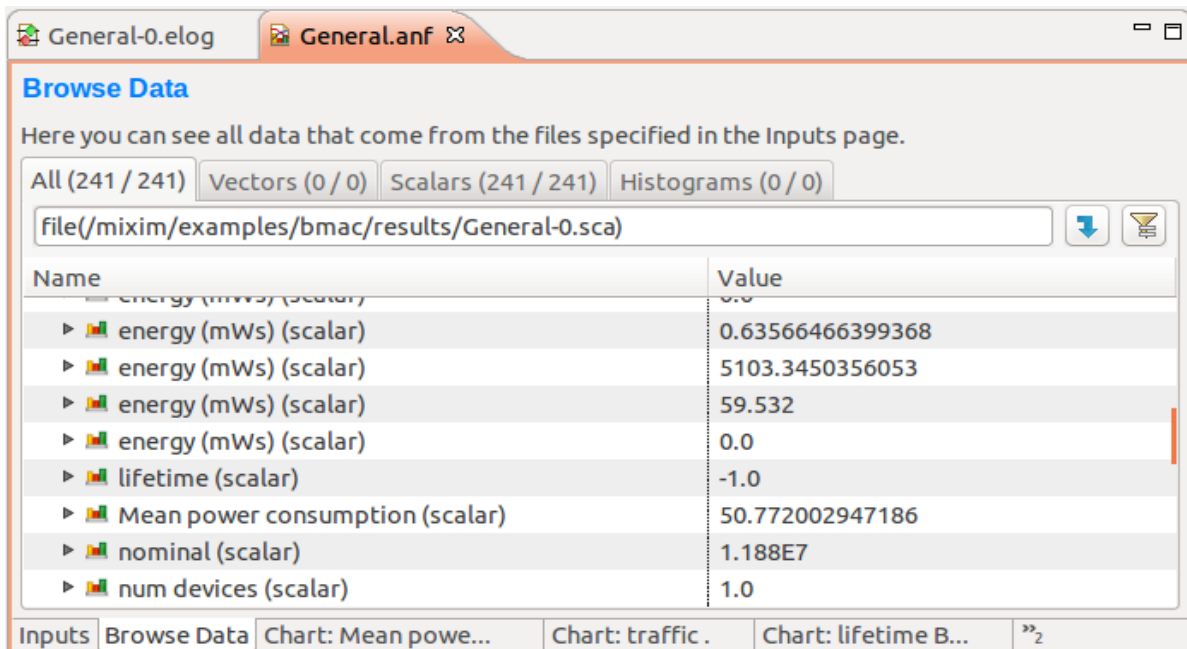 General-0.elog General.anf
Browse Data
Here you can see all data that come from the files specified in the Inputs page.
All (241 / 241) Vectors (0 / 0) Scalars (241 / 241) Histograms (0 / 0)
file(/mixim/examples/bmac/results/General-0.sca)
Name Value
energy (mWs) (scalar) 0.0
energy (mWs) (scalar) 0.63566466399368
energy (mWs) (scalar) 5103.3450356053
energy (mWs) (scalar) 59.532
energy (mWs) (scalar) 0.0
lifetime (scalar) -1.0
Mean power consumption (scalar) 50.772002947186
nominal (scalar) 1.188E7
num devices (scalar) 1.0
Inputs Browse Data Chart: Mean powe... Chart: traffic . Chart: lifetime B... »2